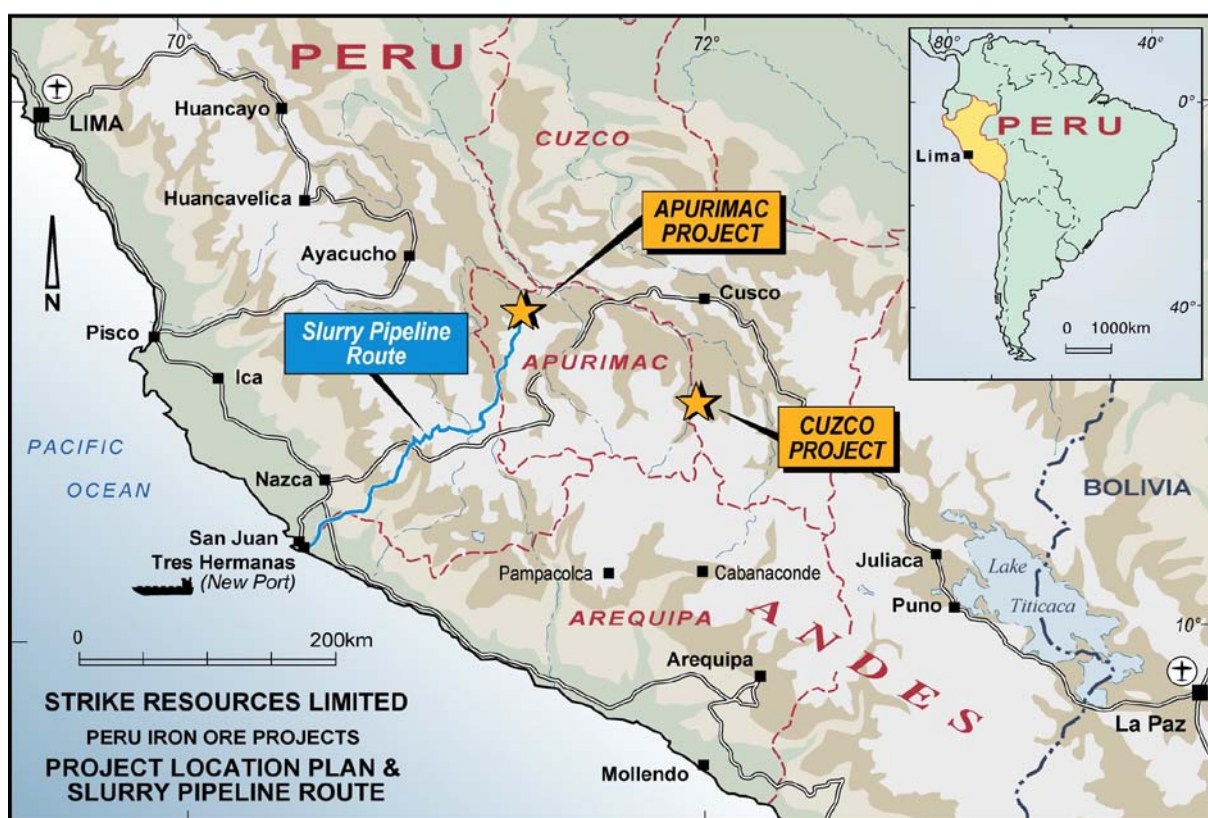 70
72
PERU
LIMA
Huancayo
Huancavelica
Ayacucho
CUZCO
APURIMAC
PROJECT
Cusco
N
Pisco
Slurry Pipeline
Route
APURIMAC
Ica
CUZCO
PROJECT
PACIFIC
OCEAN
Nazca
BOLIVIA
San Juan
Tres Hermanas
(New Port)
Pampacolca
Cabanaconde
Juliaca
Lake
Titicaca
Puno
AREQUIPA
ANDES
10°
0
200km
Arequipa
La Paz
Mollendo
STRIKE RESOURCES LIMITED
PERU IRON ORE PROJECTS
PROJECT LOCATION PLAN &
SLURRY PIPELINE ROUTE
80°
40°
0°
PERU
Lima
40°
0 1000km